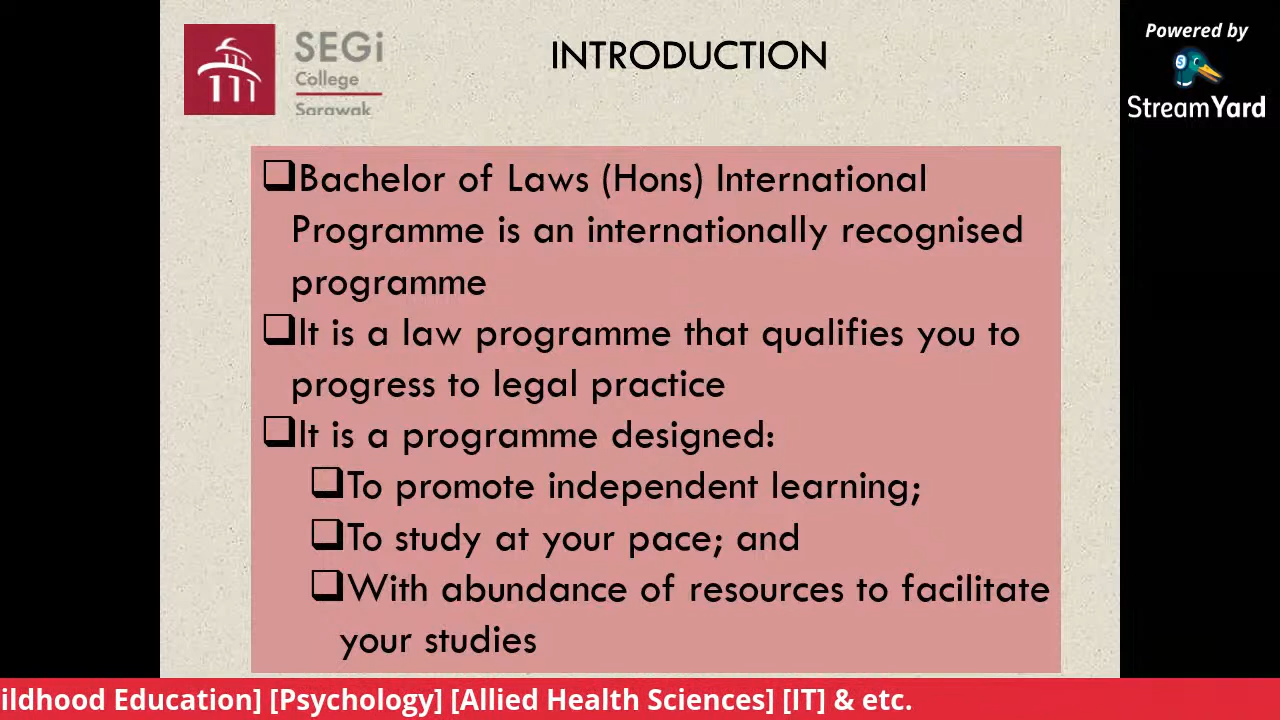 SEGi
College
Sarawak
INTRODUCTION
Powered by
StreamYard
Bachelor of Laws (Hons) International
Programme is an internationally recognised
programme
It is a law programme that qualifies you to
progress to legal practice
It is a programme designed:
To promote independent learning;
To study at your pace; and
With abundance of resources to facilitate
your studies
ildhood Education] [Psychology] [Allied Health Sciences] [IT] & etc.